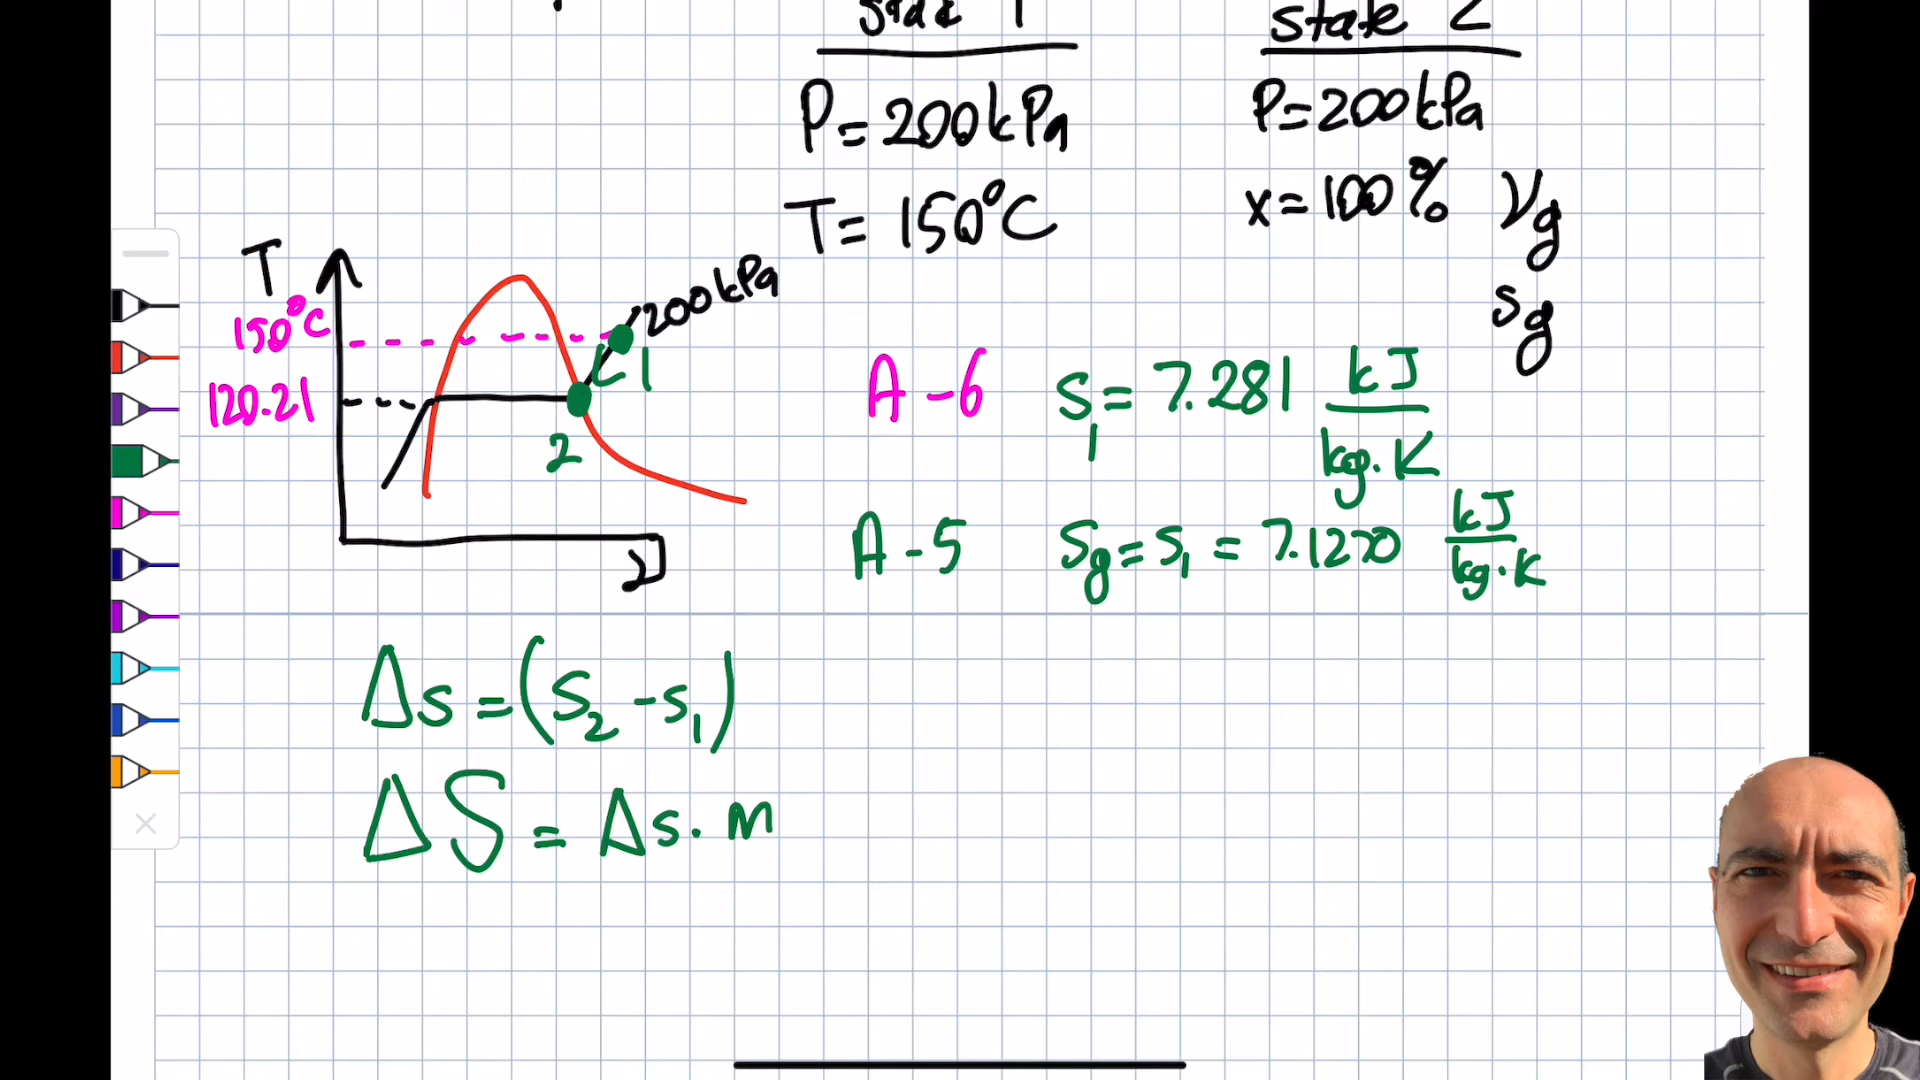 state 1
state 2
P=200kPa
P=200kPa
T=150°C
x=100% νg
sg
T
200kPa
150°C
1
120.21
2
ν
A-6 s1=7.281 kJ/kg.K
A-5 sg=s1=7.1270 kJ/kg.K
Δs=(s2-s1)
ΔS=Δs.m